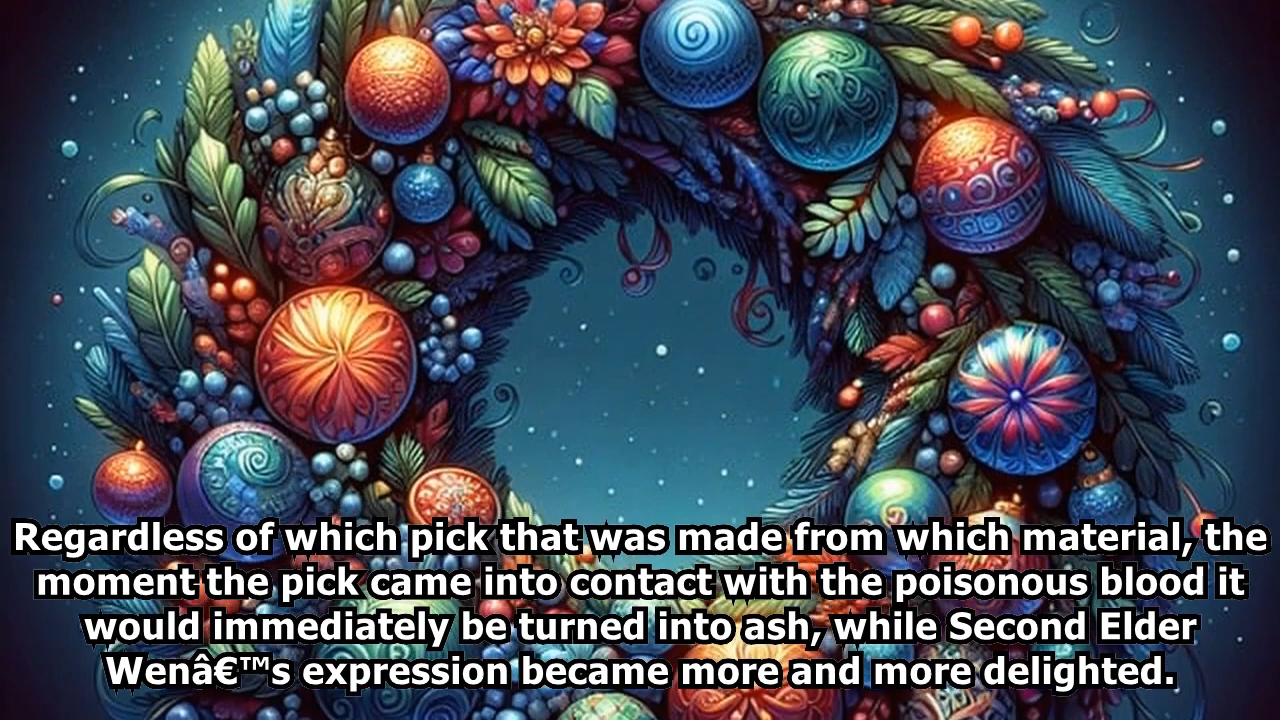 Regardless of which pick that was made from which material, the
moment the pick came into contact with the poisonous blood it
would immediately be turned into ash, while Second Elder
Wenâ€™s expression became more and more delighted.